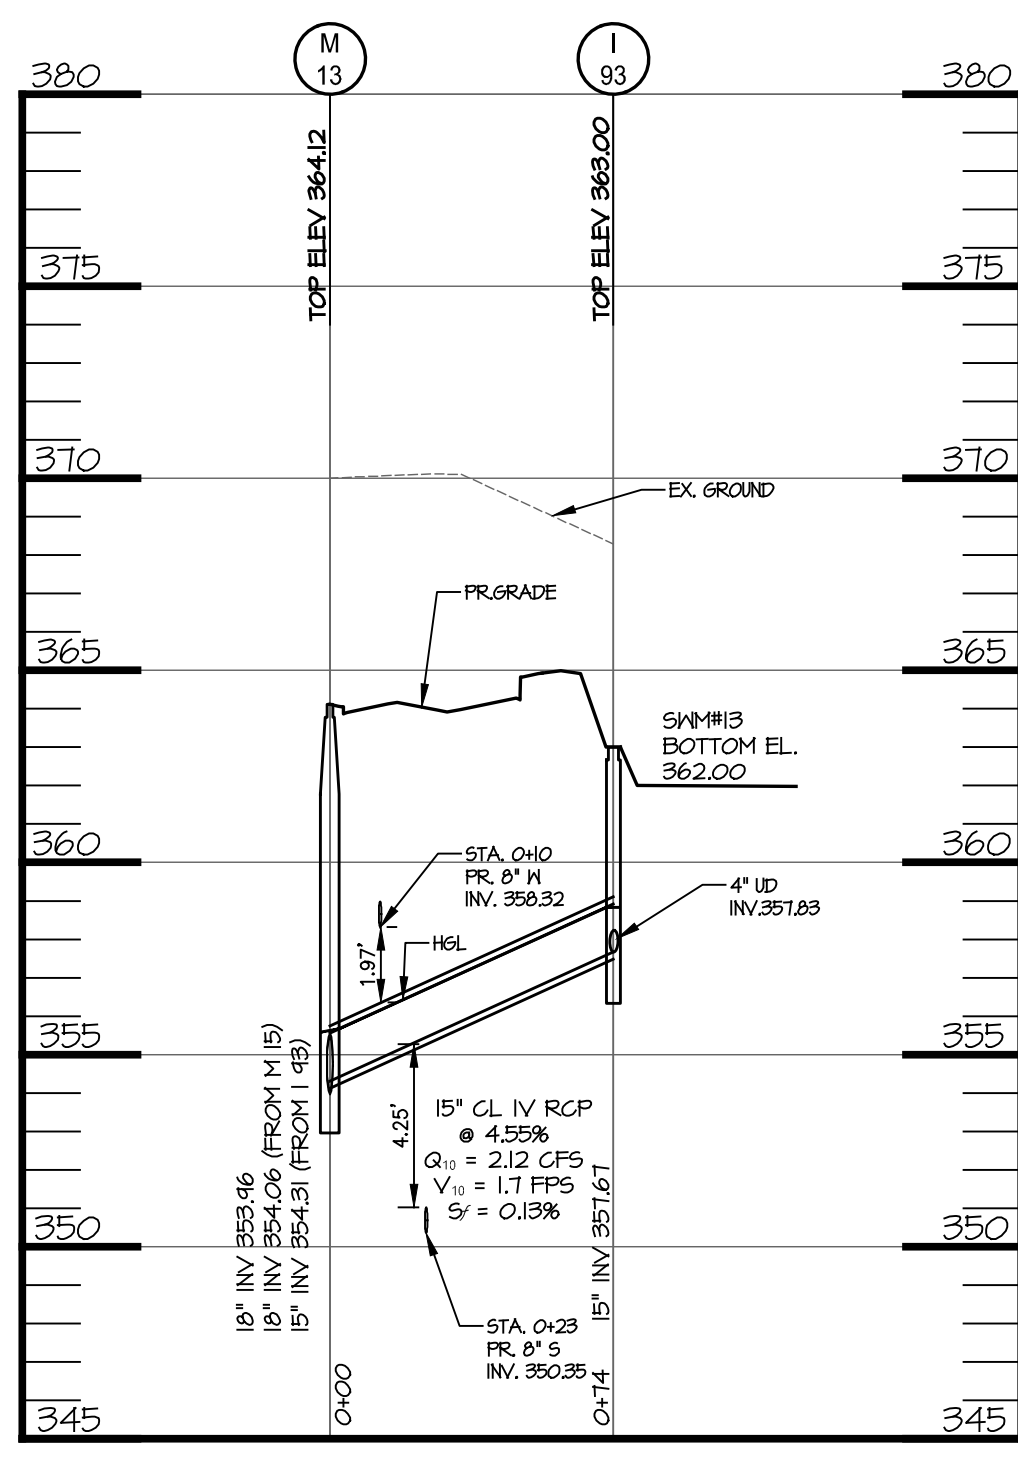 M
13
I
93
380
380
TOP ELEV 364.12
TOP ELEV 363.00
375
375
370
370
EX. GROUND
PR.GRADE
365
365
SWM#13
BOTTOM EL.
362.00
360
360
STA. 0+10
PR. 8" W
INV. 358.32
4" UD
INV.357.83
1.97'
HGL
355
355
18" INV 353.96
18" INV 354.06 (FROM M 15)
15" INV 354.31 (FROM I 93)
4.25'
15" CL IV RCP
@ 4.55%
Q10 = 2.12 CFS
V10 = 1.7 FPS
Sf = 0.13%
15" INV 357.67
350
350
STA. 0+23
PR. 8" S
INV. 350.35
0+00
0+74
345
345